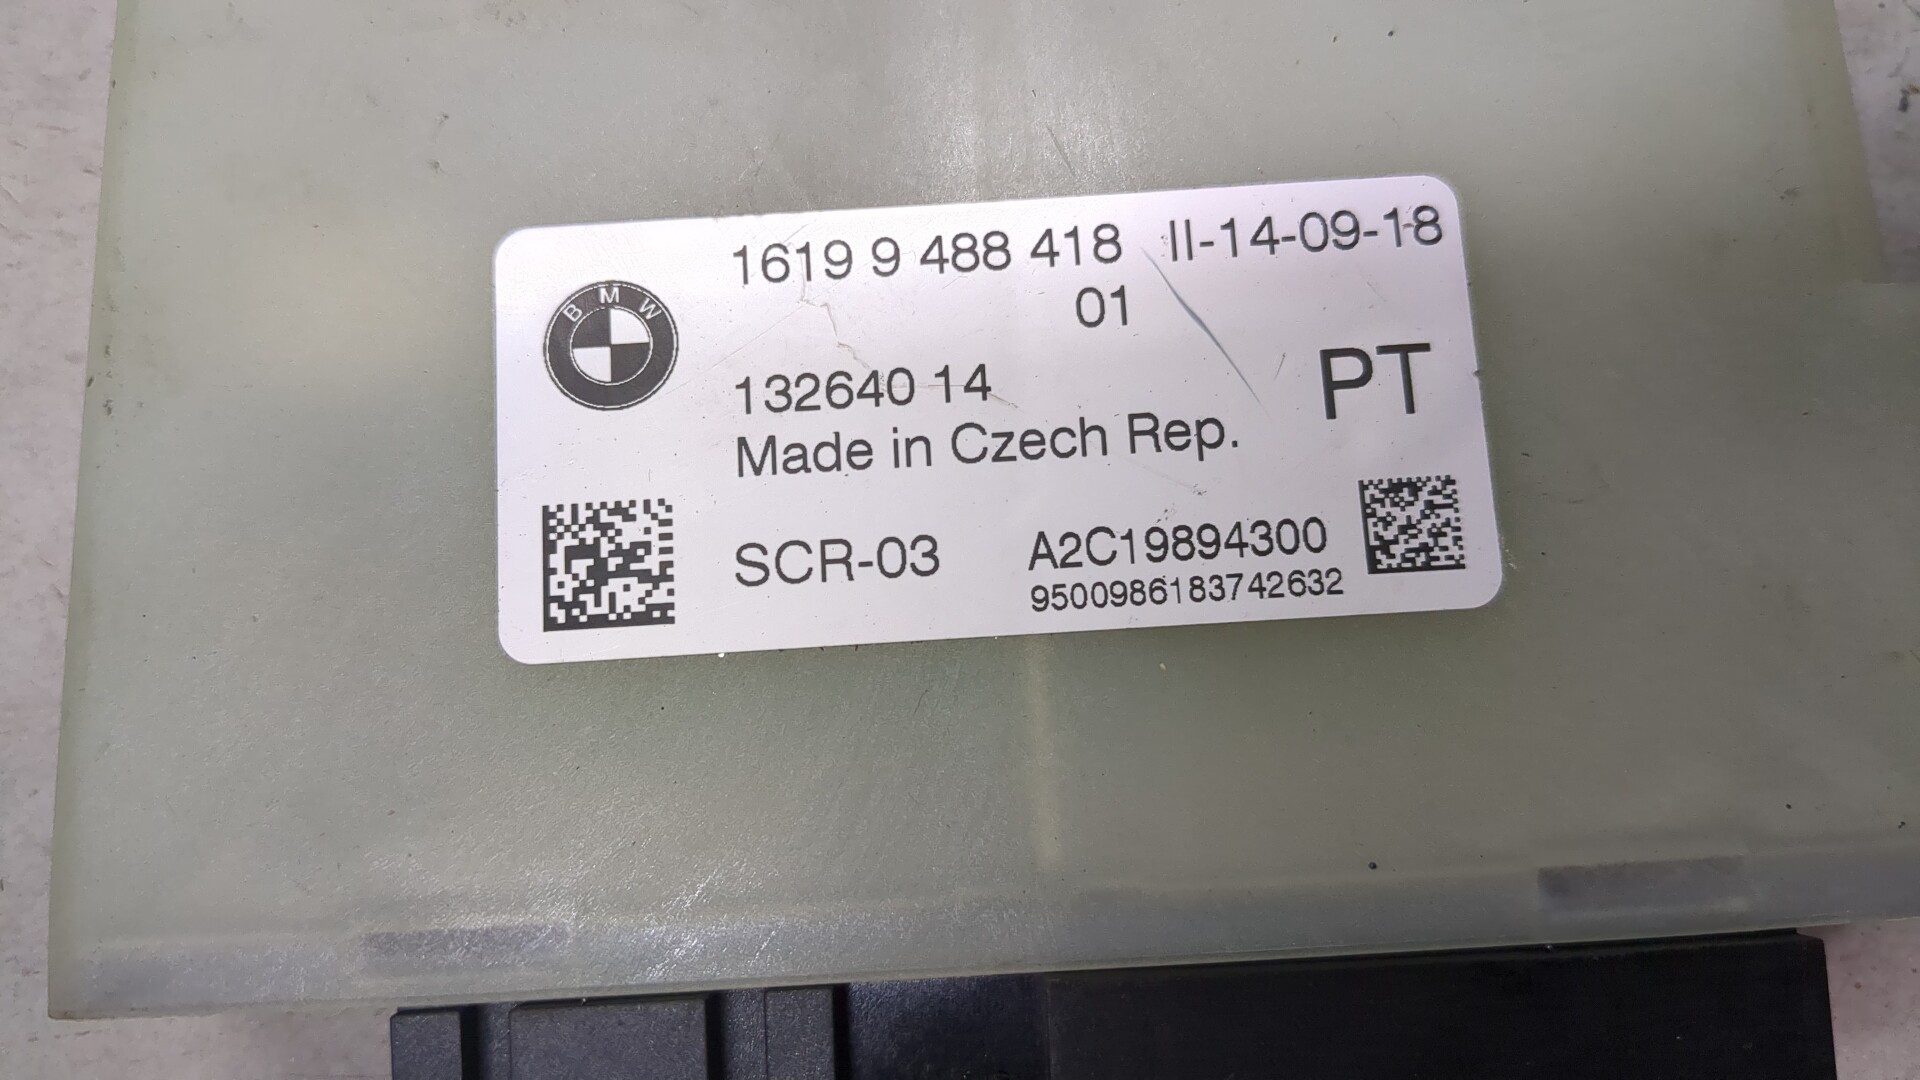 BMW
1619 9 488 418 II-14-09-18
01
132640 14
PT
Made in Czech Rep.
SCR-03 A2C19894300
9500986183742632